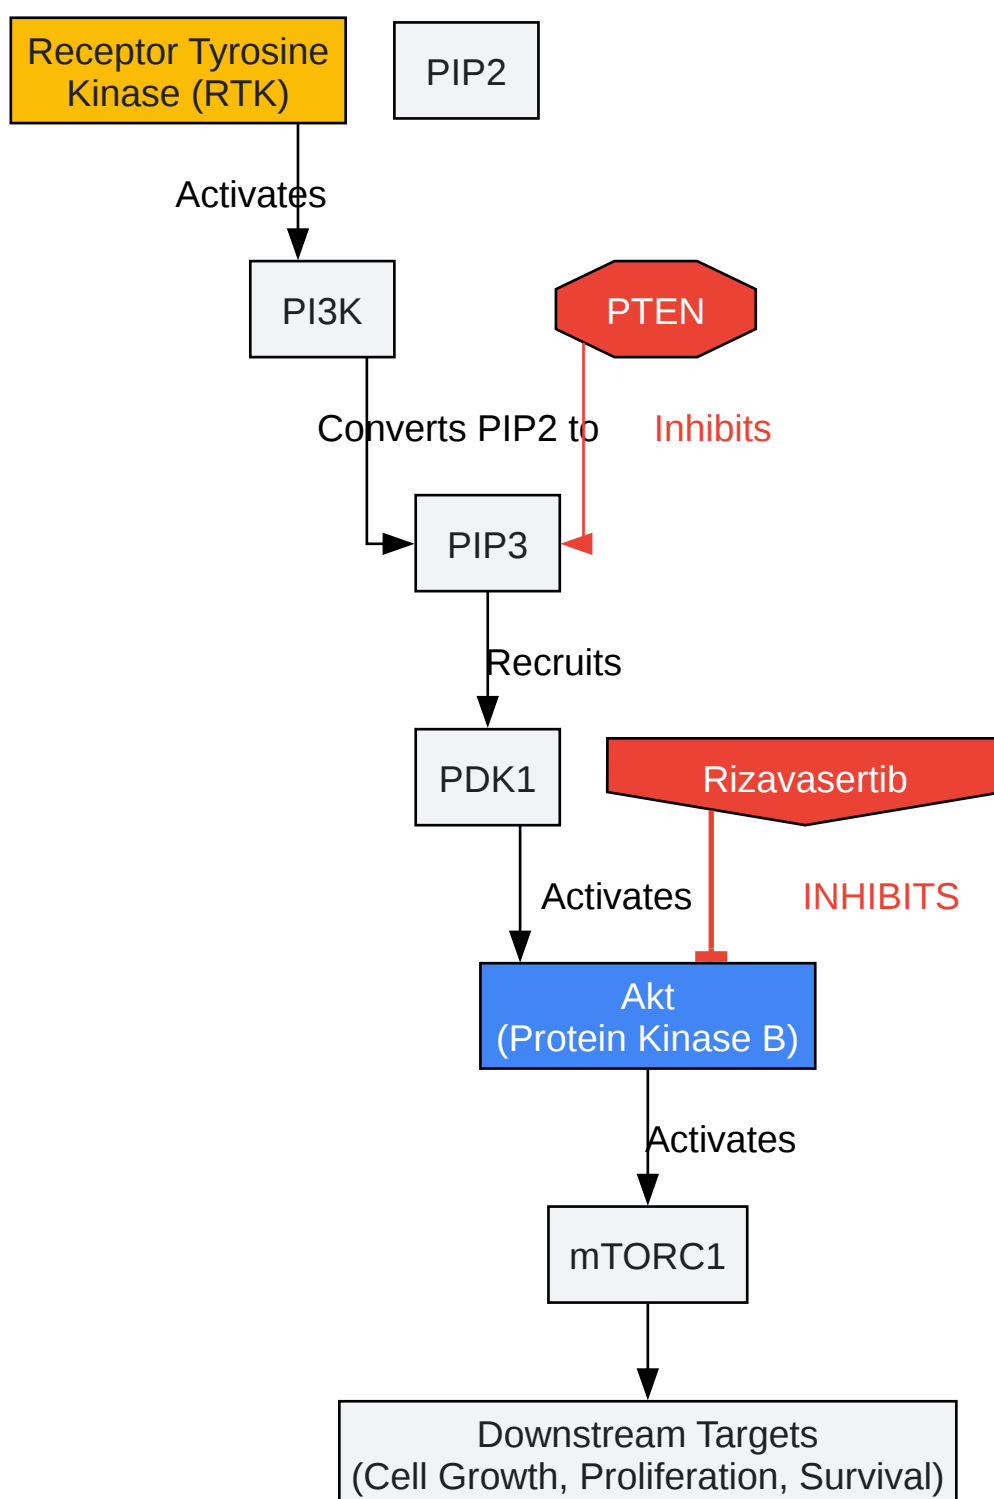 Receptor Tyrosine
Kinase (RTK)
PIP2
Activates
PI3K
PTEN
Converts PIP2 to
Inhibits
PIP3
Recruits
PDK1
Rizavasertib
Activates
INHIBITS
Akt
(Protein Kinase B)
Activates
mTORC1
Downstream Targets
(Cell Growth, Proliferation, Survival)